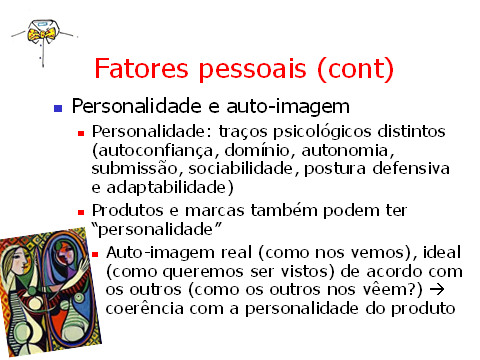 Fatores pessoais (cont)
Personalidade e auto-imagem
Personalidade: traços psicológicos distintos
(autoconfiança, domínio, autonomia,
submissão, sociabilidade, postura defensiva
e adaptabilidade)
Produtos e marcas também podem ter
“personalidade”
Auto-imagem real (como nos vemos), ideal
(como queremos ser vistos) de acordo com
os outros (como os outros nos vêem?) →
coerência com a personalidade do produto